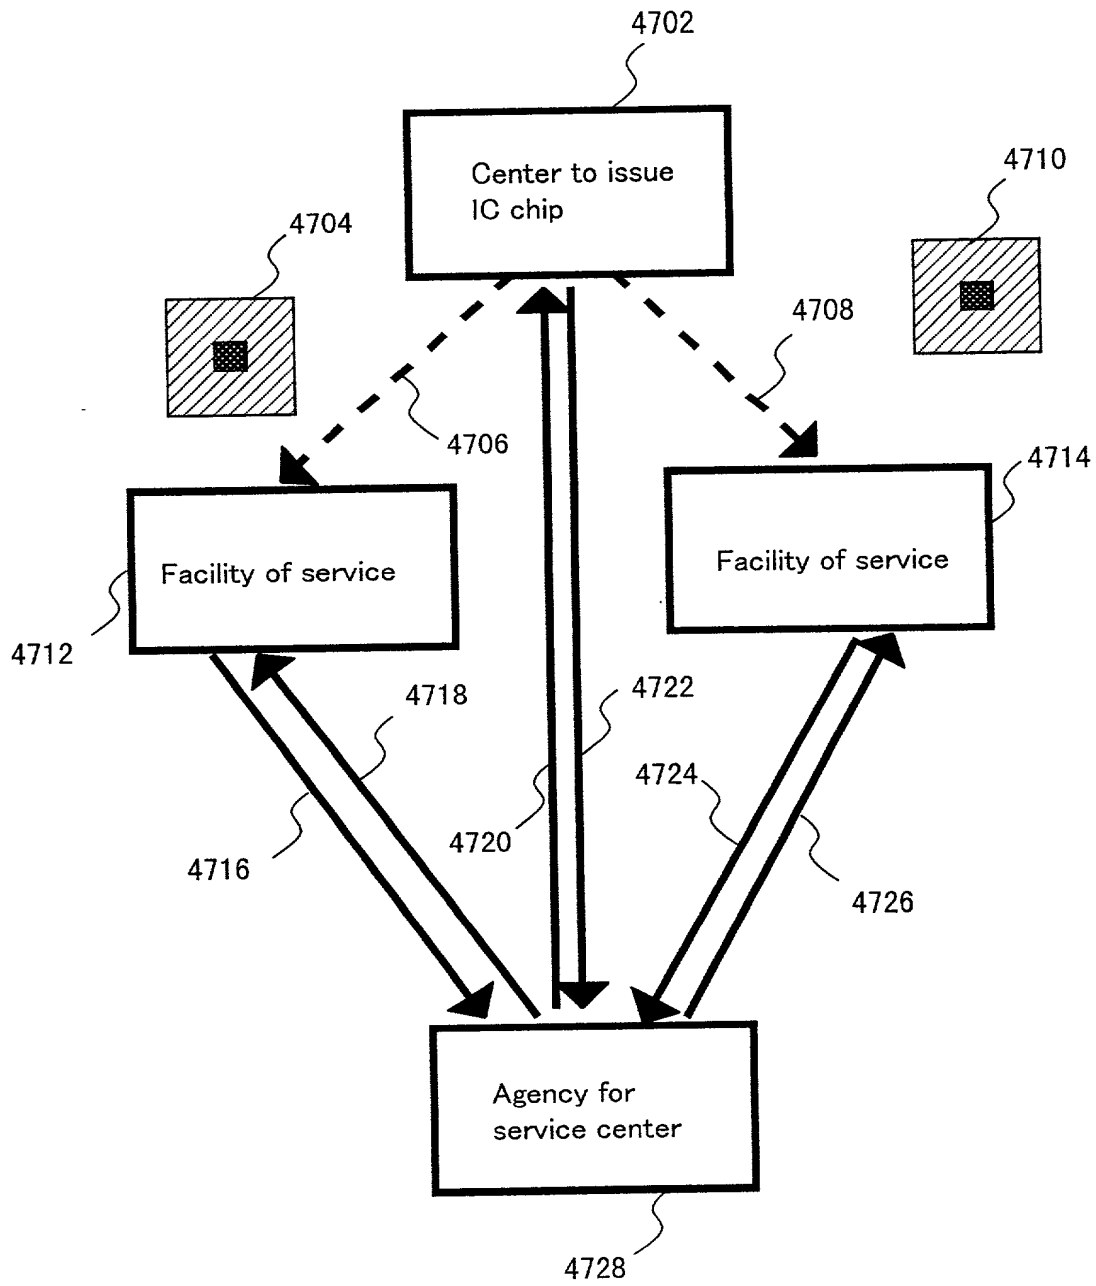 4702
Center to issue
IC chip
4710
4704
4708
4706
4714
Facility of service
Facility of service
4712
4718
4722
4724
4720
4716
4726
Agency for
service center
4728